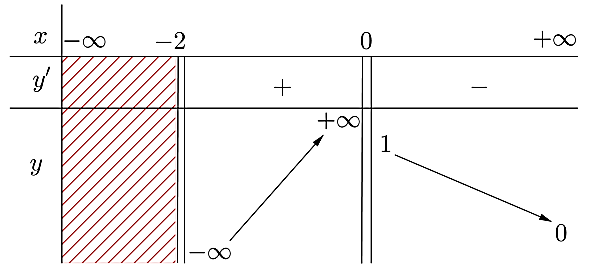 x −∞ −2 0 +∞
y′ + −
+∞
1
y
0
−∞